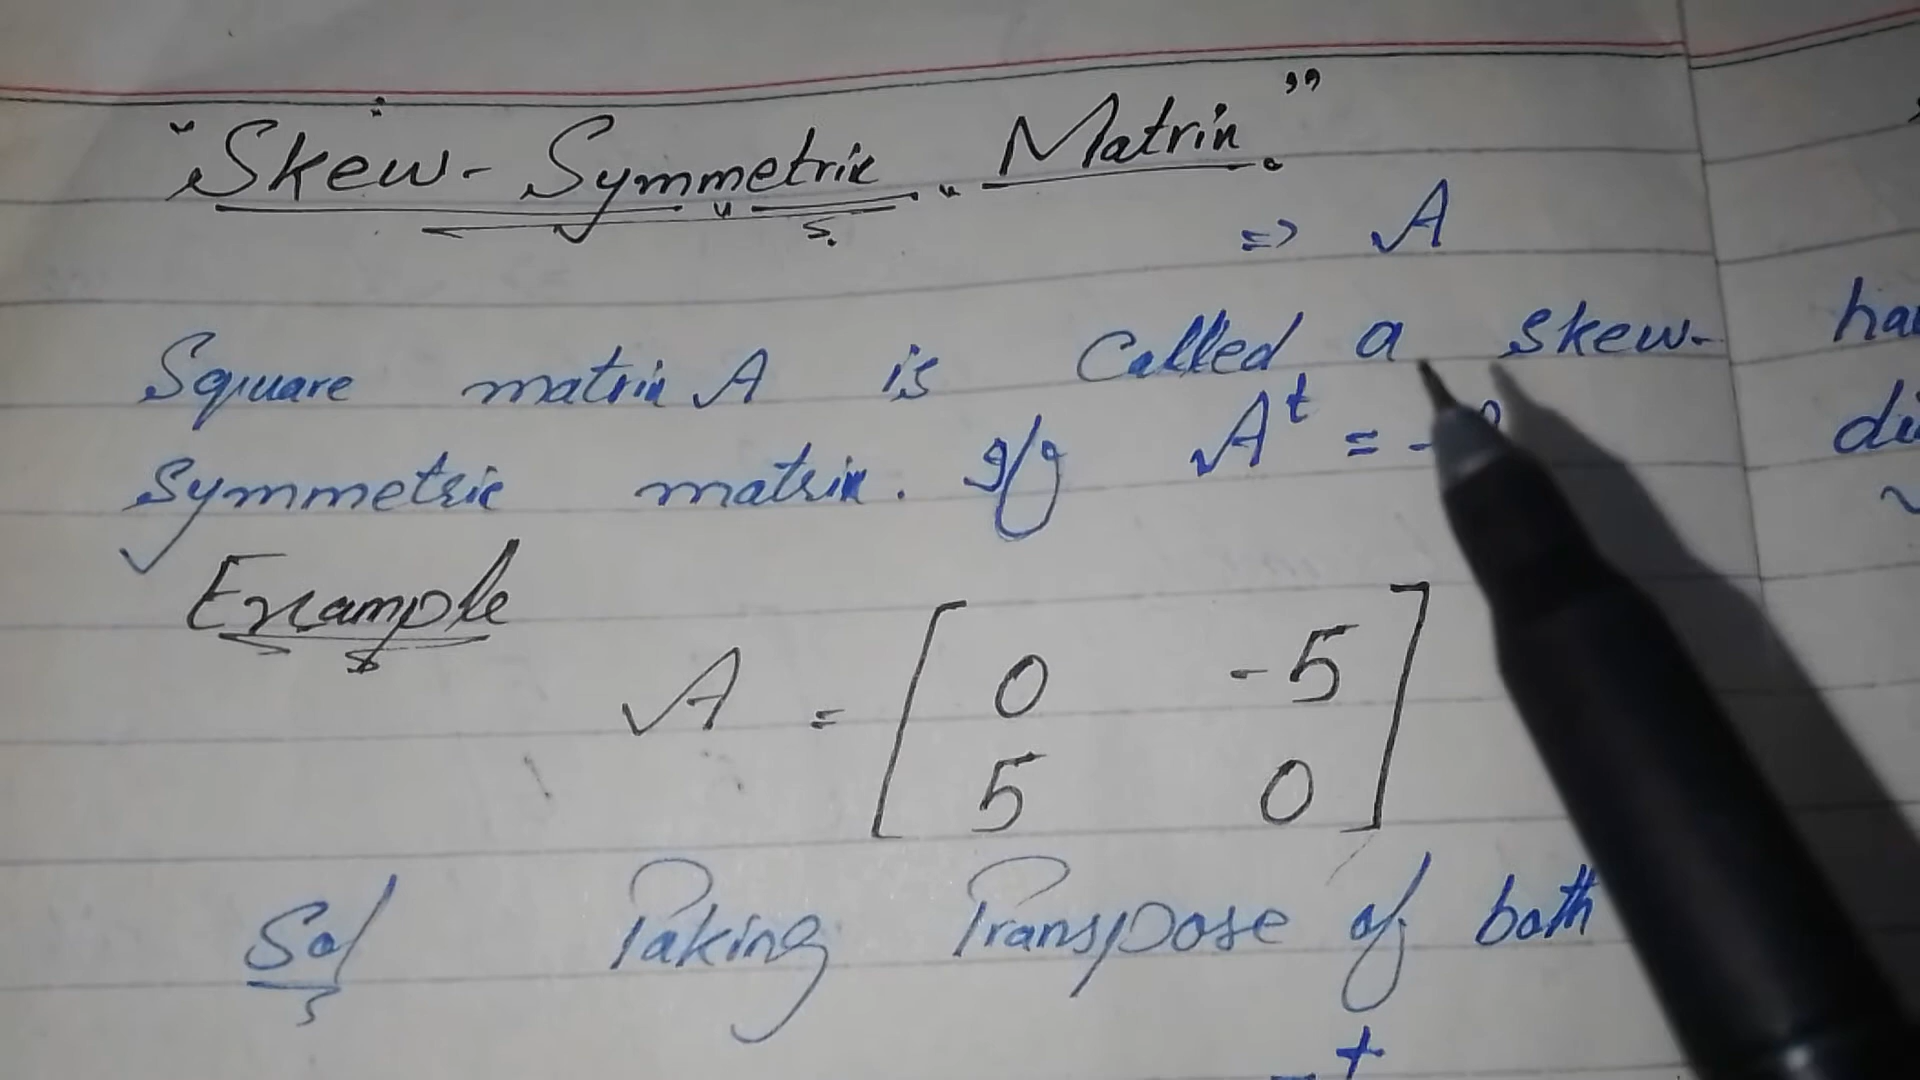 "Skew-Symmetric Matrix"
=> A
Square matrix A is Called a skew-
Symmetric matrix. If A^t = -
Example
A = [ 0 -5
5 0 ]
Sol Taking Transpose of both
t